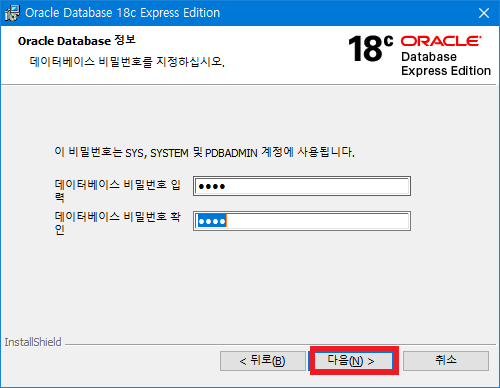 Oracle Database 18c Express Edition
Oracle Database 정보
데이터베이스 비밀번호를 지정하십시오.
18c ORACLE
Database
Express Edition
이 비밀번호는 SYS, SYSTEM 및 PDBADMIN 계정에 사용됩니다.
데이터베이스 비밀번호 입
력
••••
데이터베이스 비밀번호 확
인
••••
InstallShield
< 뒤로(B)
다음(N) >
취소